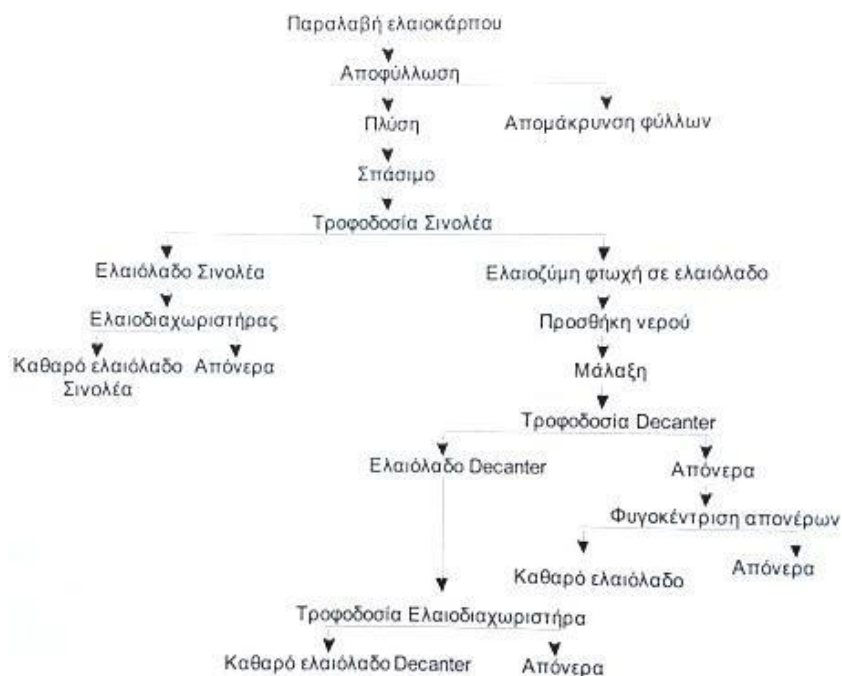 Παραλαβή ελαιοκάρπου
Αποφύλλωση
Πλύση
Απομάκρυνση φύλλων
Σπάσιμο
Τροφοδοσία Σινολέα
Ελαιόλαδο Σινολέα
Ελαιοζύμη φτωχή σε ελαιόλαδο
Ελαιοδιαχωριστήρας
Προσθήκη νερού
Καθαρό ελαιόλαδο
Σινολέα
Απόνερα
Μάλαξη
Τροφοδοσία Decanter
Ελαιόλαδο Decanter
Απόνερα
Φυγοκέντριση απονέρων
Καθαρό ελαιόλαδο
Απόνερα
Τροφοδοσία Ελαιοδιαχωριστήρα
Καθαρό ελαιόλαδο Decanter
Απόνερα